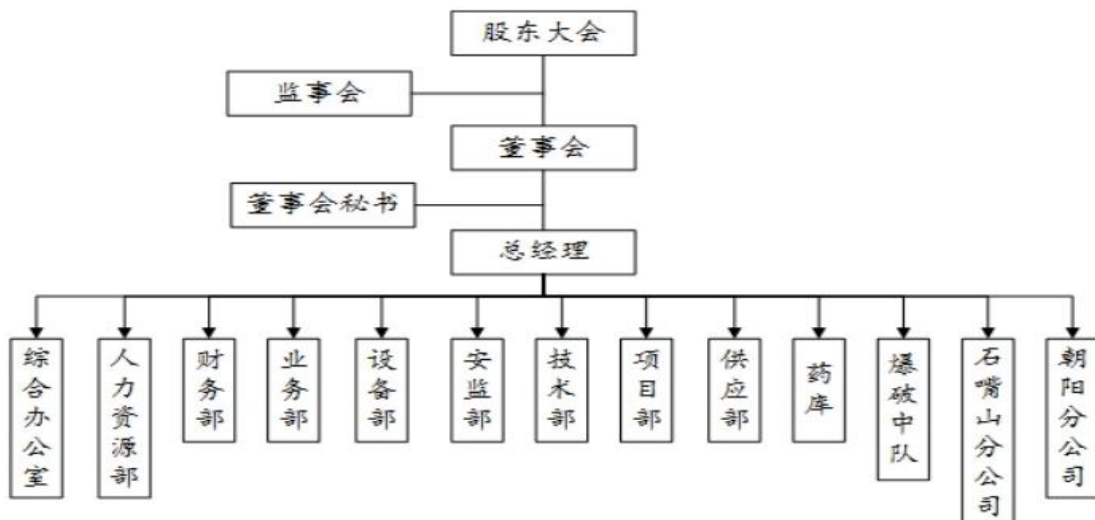 股东大会
监事会
董事会
董事会秘书
总经理
综合办公室
人力资源部
财务部
业务部
设备部
安监部
技术部
项目部
供应部
药库
爆破中队
石嘴山分公司
朝阳分公司